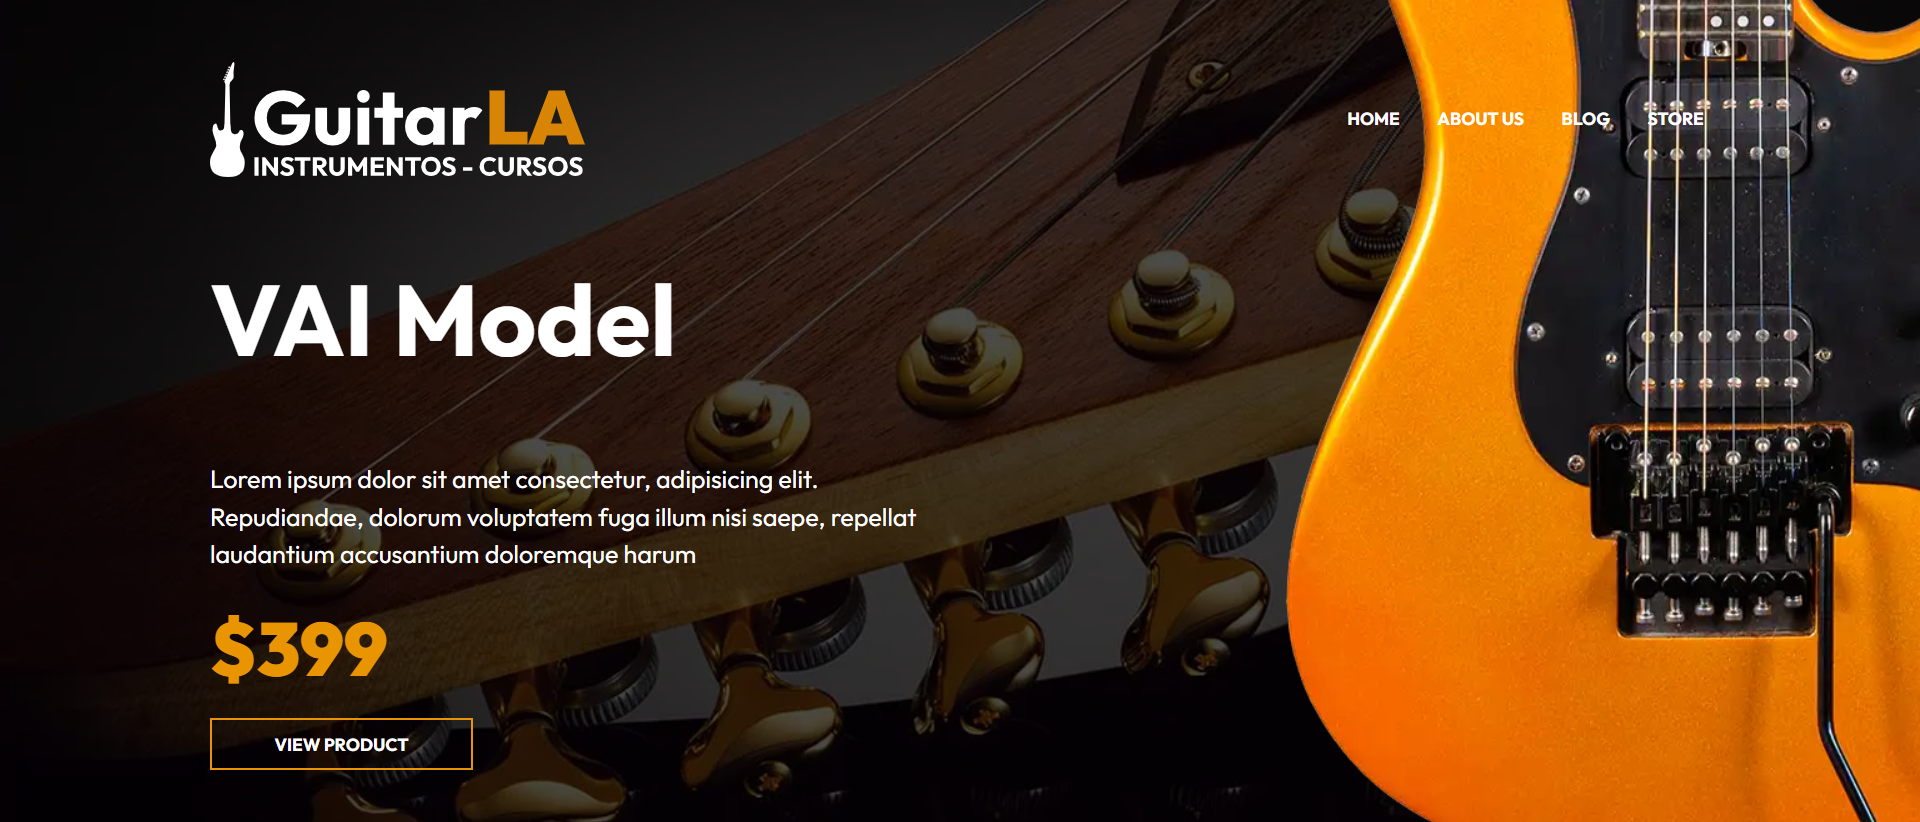 GuitarLA
INSTRUMENTOS - CURSOS
HOME ABOUT US BLOG STORE
VAI Model
Lorem ipsum dolor sit amet consectetur, adipisicing elit.
Repudiandae, dolorum voluptatem fuga illum nisi saepe, repellat
laudantium accusantium doloremque harum
$399
VIEW PRODUCT